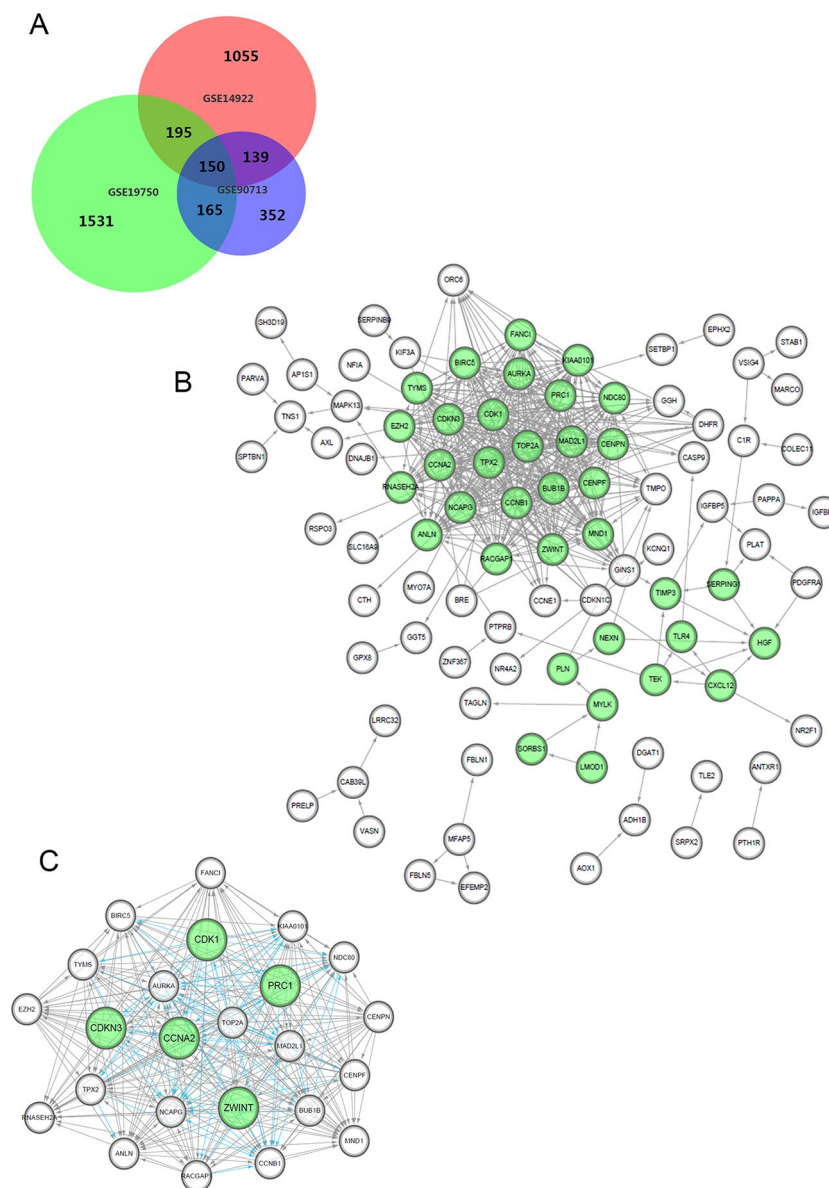 A
1055
GSE14922
195
150
139
GSE19750
GSE90713
1531
165
352
B
ORC6
SH3D19
SERPINB9
FANCI
EPHX2
STAB1
NFIA
KIF3A
BIRC5
KIAA0101
SETBP1
VSIG4
PARVA
AP1S1
AURKA
MARCO
TYMS
PRC1
NDC80
GGH
MAPK13
TNS1
EZH2
CDKN3
CDK1
DHFR
AXL
TOP2A
MAD2L1
CENPN
C1R
COLEC11
SPTBN1
DNAJB1
CCNA2
TPX2
CASP9
RNASEH2A
BUB1B
CENPF
TMPO
NCAPG
CCNB1
IGFBP5
PAPPA
RSPO3
ANLN
MND1
SLC16A9
RACGAP1
ZWINT
KCNQ1
PLAT
GINS1
CTH
MYO7A
BRE
CCNE1
CDKN1C
TIMP3
SERPING1
PDGFRA
GGT5
PTPRB
NEXN
TLR4
HGF
GPX8
ZNF367
NR4A2
PLN
TEK
CXCL12
TAGLN
MYLK
LRRC32
NR2F1
SORBS1
FBLN1
DGAT1
CAB39L
LMOD1
TLE2
ANTXR1
PRELP
VASN
MFAP5
ADH1B
SRPX2
PTH1R
FBLN5
EFEMP2
AOX1
C
FANCI
BIRC5
KIAA0101
CDK1
TYMS
NDC80
AURKA
PRC1
EZH2
CDKN3
CCNA2
TOP2A
CENPN
MAD2L1
TPX2
CENPF
RNASEH2A
NCAPG
ZWINT
BUB1B
ANLN
MND1
RACGAP1
CCNB1